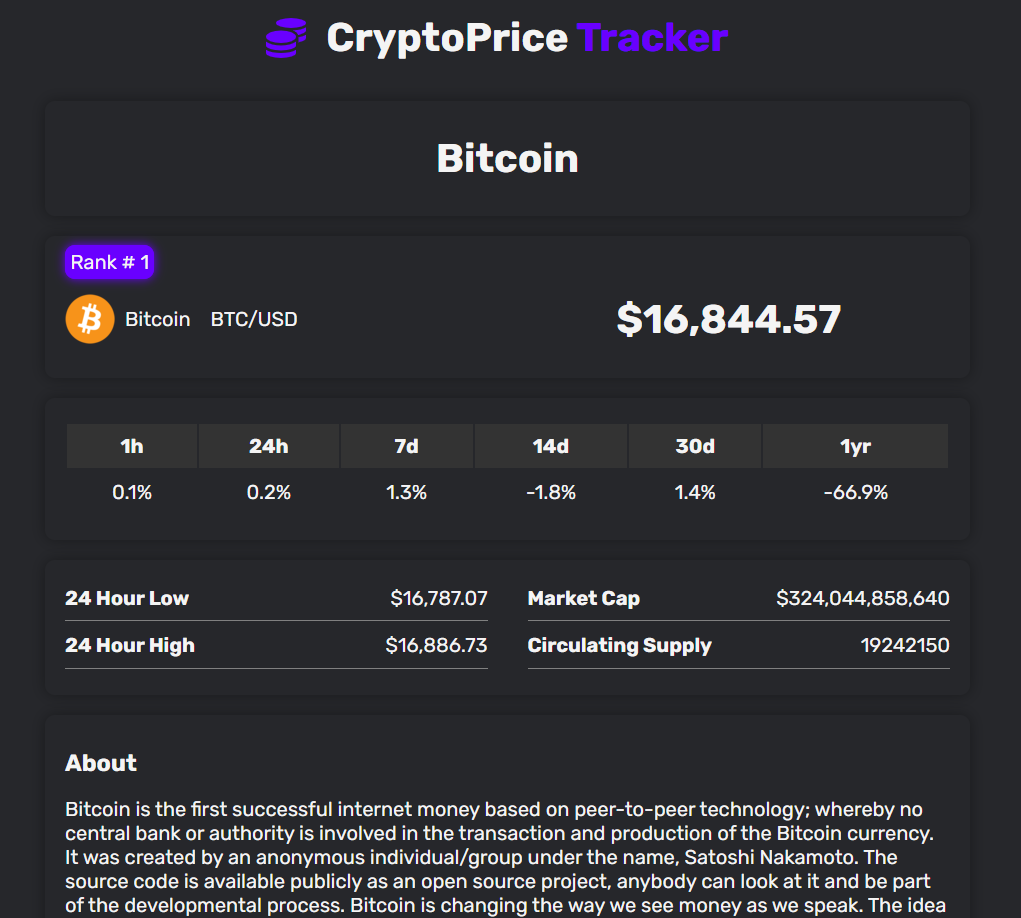 CryptoPrice Tracker
Bitcoin
Rank # 1
Bitcoin BTC/USD $16,844.57
1h 24h 7d 14d 30d 1yr
0.1% 0.2% 1.3% -1.8% 1.4% -66.9%
24 Hour Low $16,787.07 Market Cap $324,044,858,640
24 Hour High $16,886.73 Circulating Supply 19242150
About
Bitcoin is the first successful internet money based on peer-to-peer technology; whereby no
central bank or authority is involved in the transaction and production of the Bitcoin currency.
It was created by an anonymous individual/group under the name, Satoshi Nakamoto. The
source code is available publicly as an open source project, anybody can look at it and be part
of the developmental process. Bitcoin is changing the way we see money as we speak. The idea